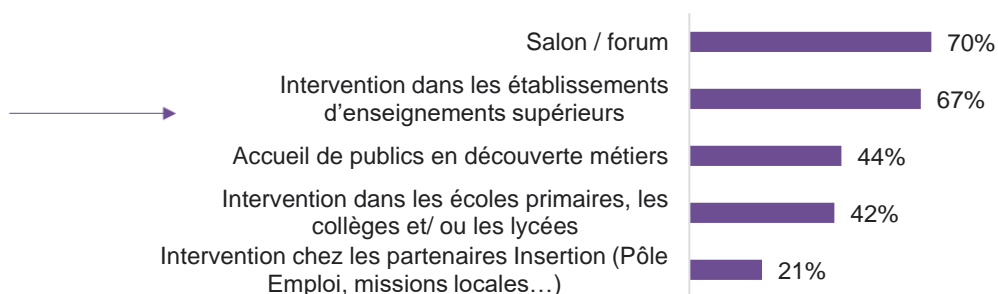 Salon / forum
70%
Intervention dans les établissements
d’enseignements supérieurs
67%
Accueil de publics en découverte métiers
44%
Intervention dans les écoles primaires, les
collèges et/ ou les lycées
42%
Intervention chez les partenaires Insertion (Pôle
Emploi, missions locales…)
21%